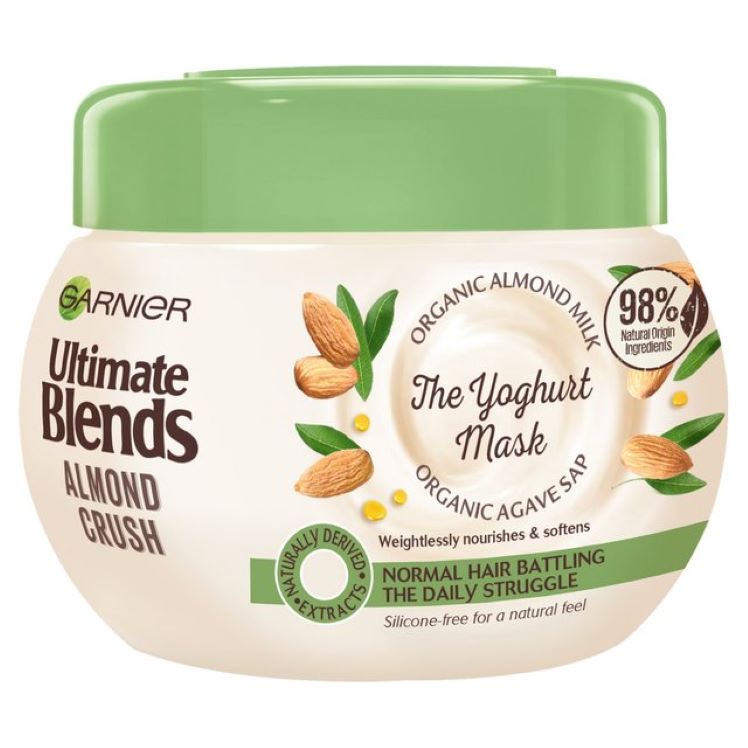 GARNIER
Ultimate
Blends
ALMOND
CRUSH
ORGANIC ALMOND MILK
The Yoghurt
Mask
ORGANIC AGAVE SAP
98%
Natural Origin
Ingredients
Weightlessly nourishes & softens
NATURALLY DERIVED
• EXTRACTS •
NORMAL HAIR BATTLING
THE DAILY STRUGGLE
Silicone-free for a natural feel